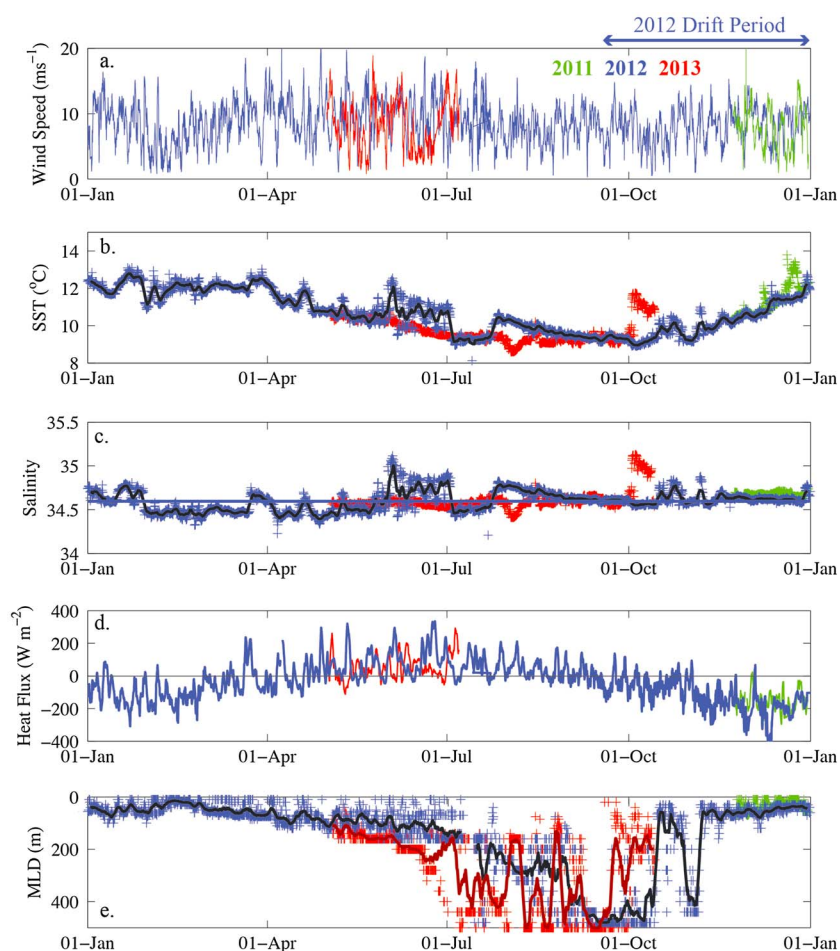 2012 Drift Period
a.
2011 2012 2013
Wind Speed (ms−1)
20
10
0
01−Jan 01−Apr 01−Jul 01−Oct 01−Jan
b.
SST (oC)
14
12
10
8
01−Jan 01−Apr 01−Jul 01−Oct 01−Jan
c.
Salinity
35.5
35
34.5
34
01−Jan 01−Apr 01−Jul 01−Oct 01−Jan
d.
Heat Flux (W m−2)
400
200
0
−200
−400
01−Jan 01−Apr 01−Jul 01−Oct 01−Jan
MLD (m)
0
200
400
e.
01−Jan 01−Apr 01−Jul 01−Oct 01−Jan